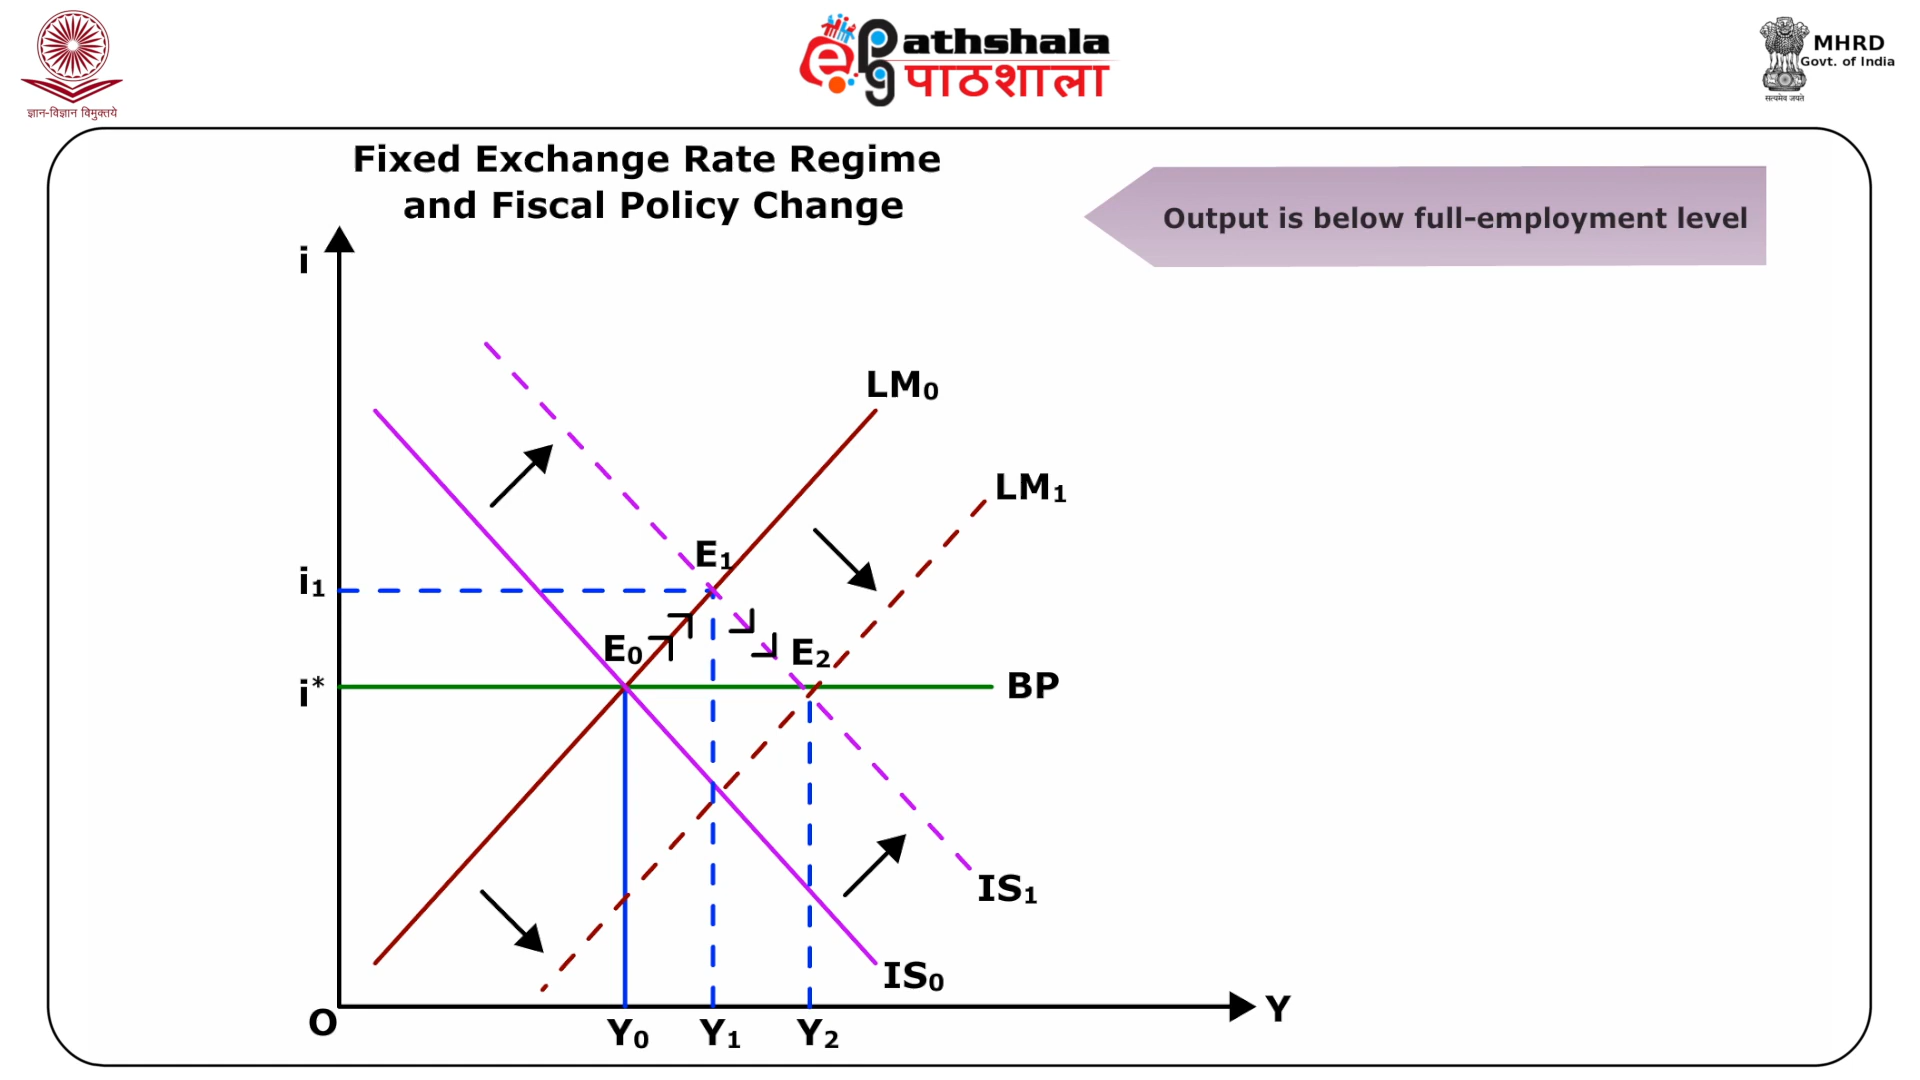 ज्ञान-विज्ञान विमुक्तये
e pg Pathshala
पाठशाला
MHRD
Govt. of India
सत्यमेव जयते
Fixed Exchange Rate Regime
and Fiscal Policy Change
Output is below full-employment level
i
LM₀
LM₁
E₁
i₁
E₀
E₂
i*
BP
IS₁
IS₀
O
Y
Y₀
Y₁
Y₂